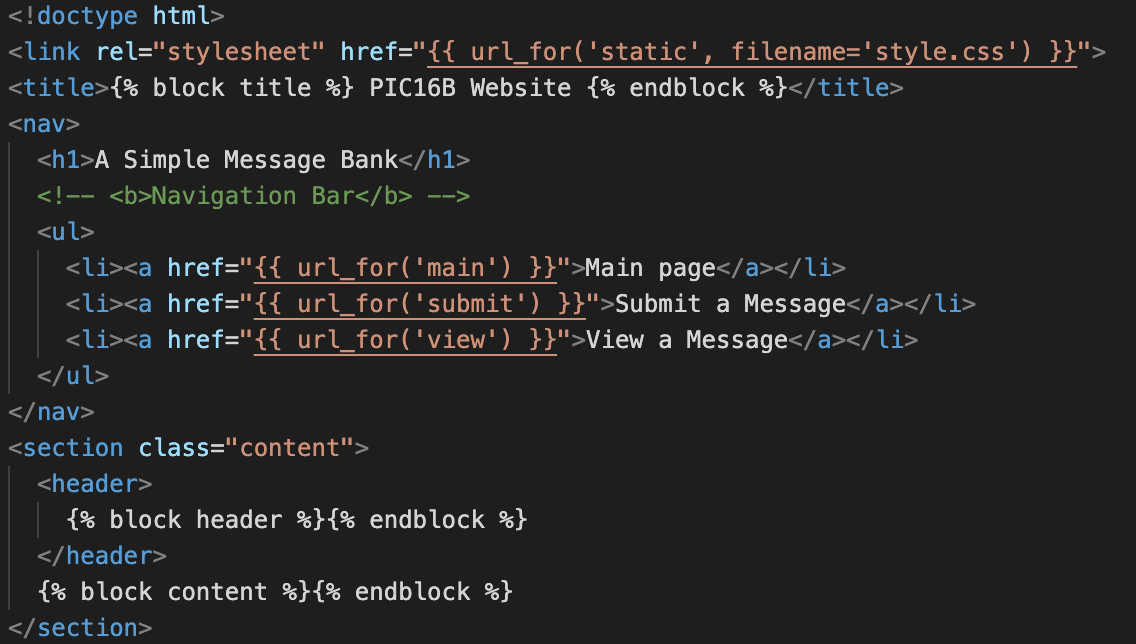 <!doctype html>
<link rel="stylesheet" href="{{ url_for('static', filename='style.css') }}">
<title>{% block title %} PIC16B Website {% endblock %}</title>
<nav>
  <h1>A Simple Message Bank</h1>
  <!-- <b>Navigation Bar</b> -->
  <ul>
    <li><a href="{{ url_for('main') }}">Main page</a></li>
    <li><a href="{{ url_for('submit') }}">Submit a Message</a></li>
    <li><a href="{{ url_for('view') }}">View a Message</a></li>
  </ul>
</nav>
<section class="content">
  <header>
    {% block header %}{% endblock %}
  </header>
  {% block content %}{% endblock %}
</section>